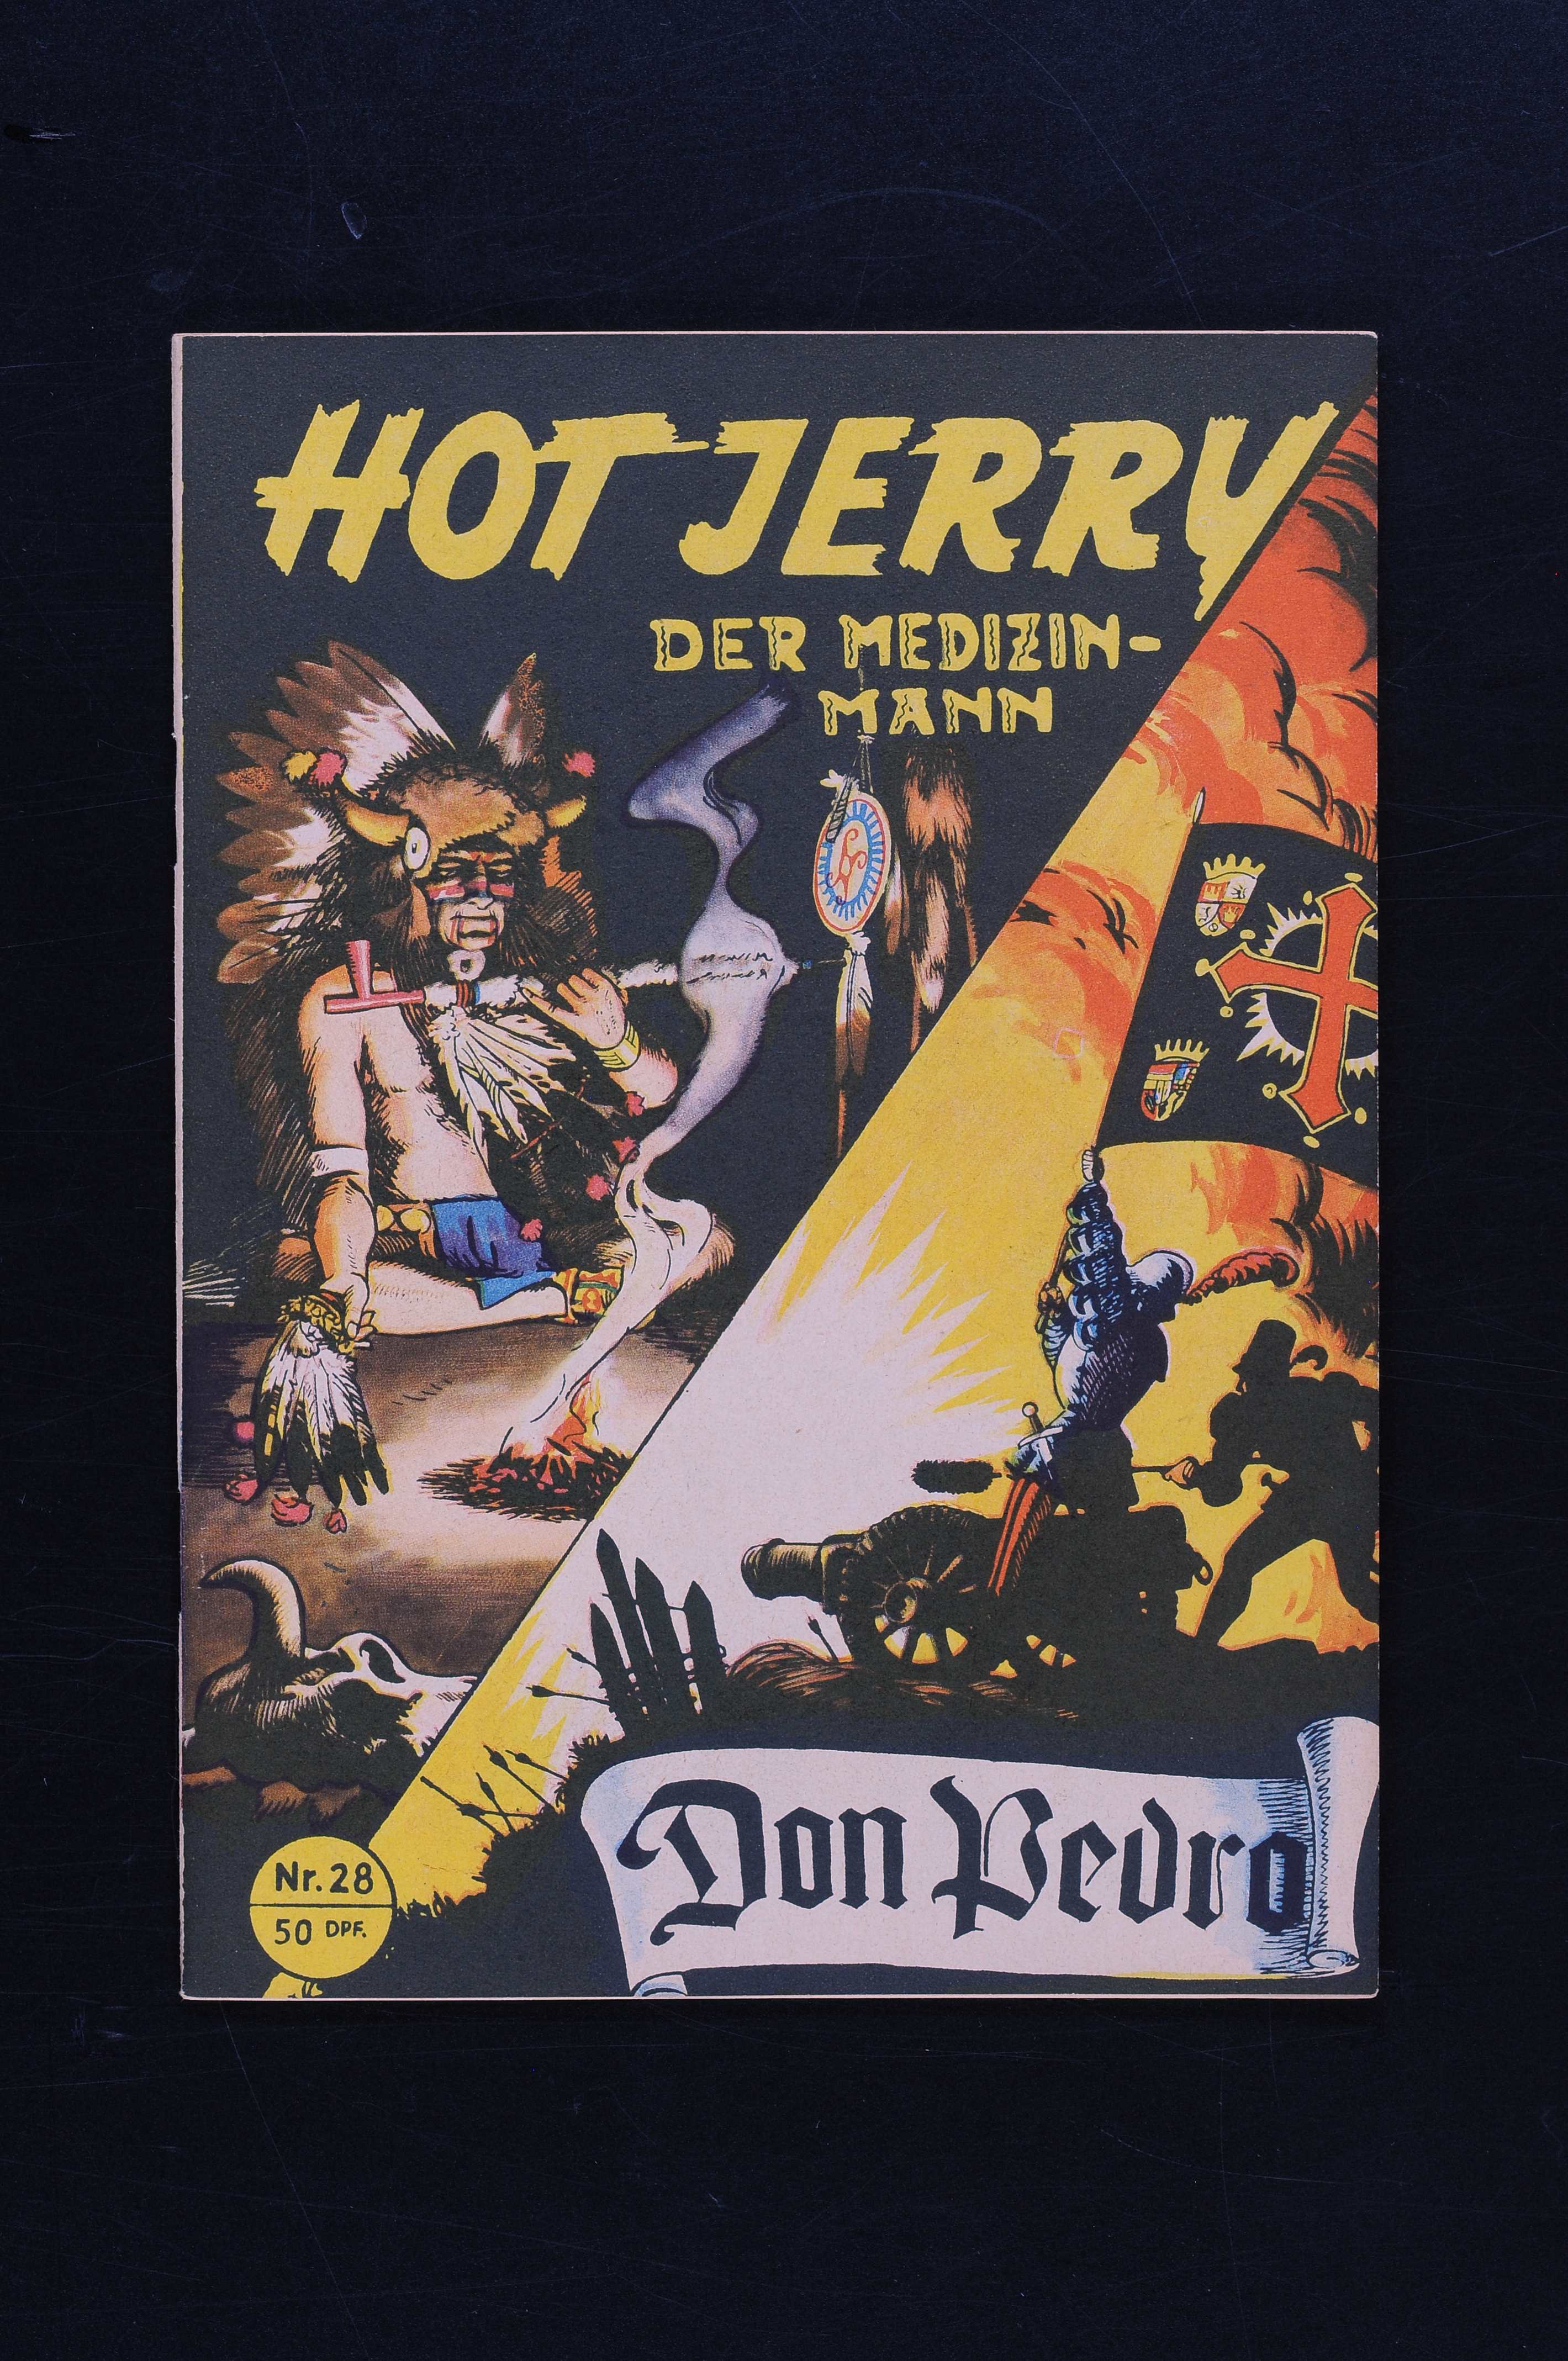 HOT JERRY
DER MEDIZIN-
MANN
Don Pedro
Nr. 28
50 DPF.